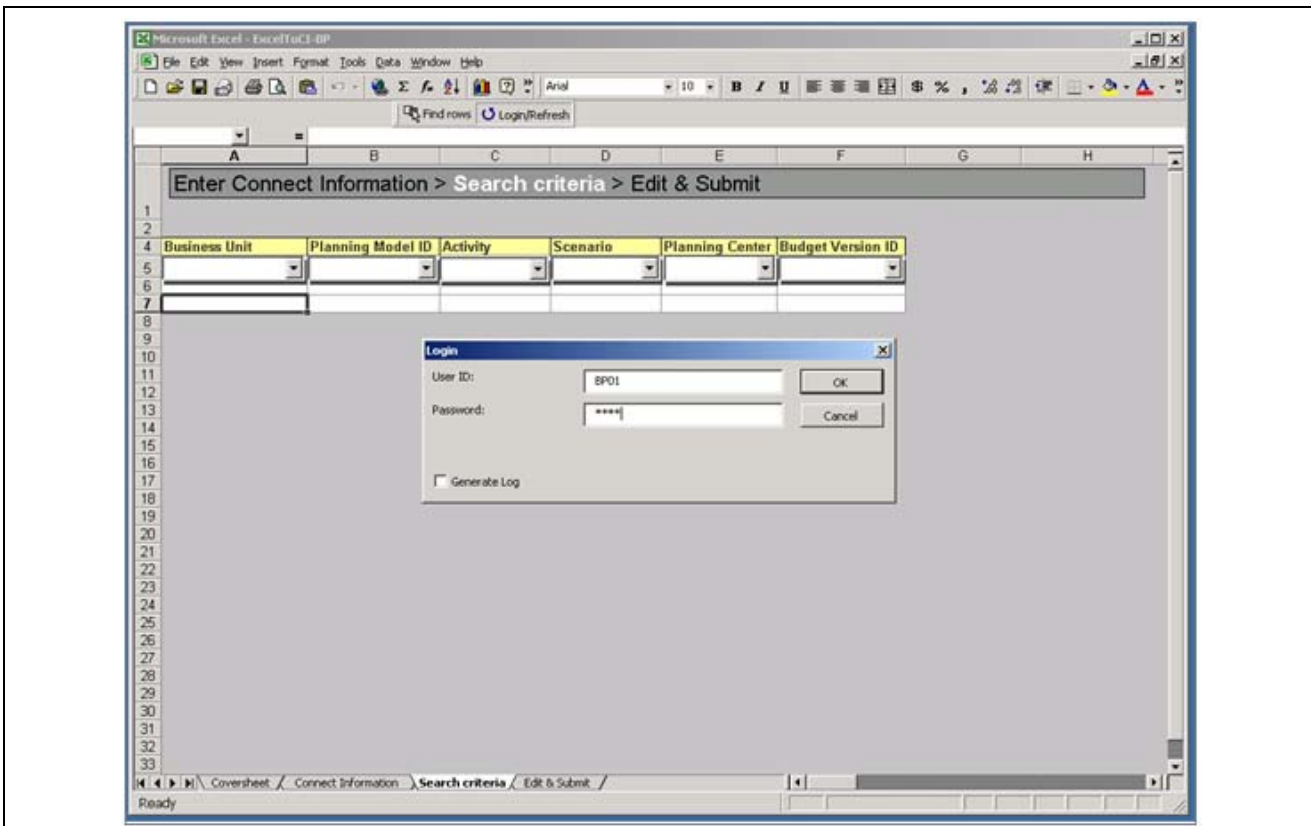 Microsoft Excel - ExcelToCI-BP
File Edit View Insert Format Tools Data Window Help
Arial 10 B I U $ % ,
Find rows Login/Refresh
=
A B C D E F G H
Enter Connect Information > Search criteria > Edit & Submit
1
2
4 Business Unit Planning Model ID Activity Scenario Planning Center Budget Version ID
5
6
7
8
9
Login
10
11 User ID: BP01 OK
12
13 Password: **** Cancel
14
15
16
17 Generate Log
18
19
20
21
22
23
24
25
26
27
28
29
30
31
32
33
Coversheet / Connect Information \ Search criteria / Edit & Submit /
Ready